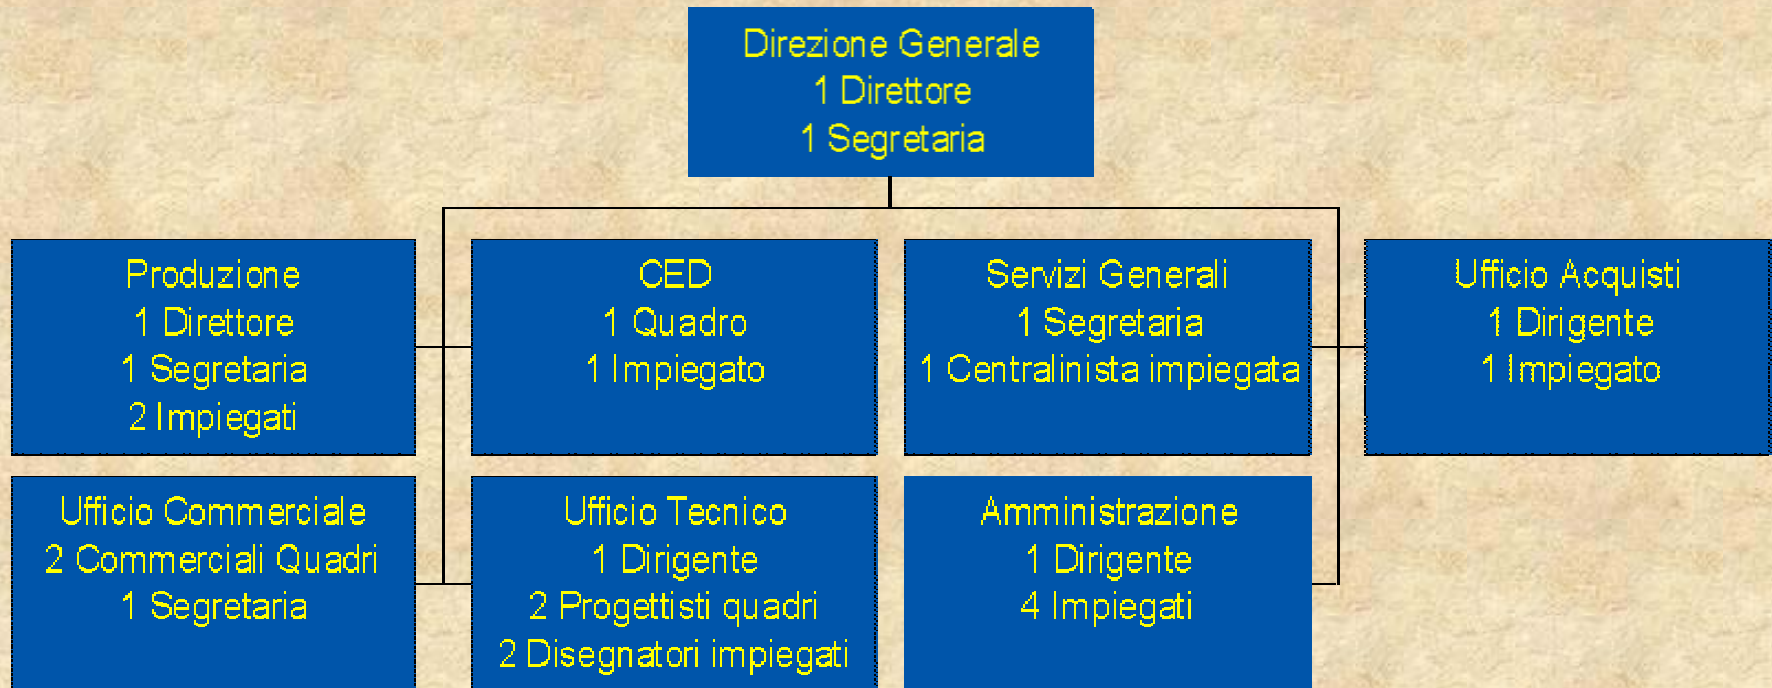 Direzione Generale
1 Direttore
1 Segretaria
Produzione
1 Direttore
1 Segretaria
2 Impiegati
CED
1 Quadro
1 Impiegato
Servizi Generali
1 Segretaria
1 Centralinista impiegata
Ufficio Acquisti
1 Dirigente
1 Impiegato
Ufficio Commerciale
2 Commerciali Quadri
1 Segretaria
Ufficio Tecnico
1 Dirigente
2 Progettisti quadri
2 Disegnatori impiegati
Amministrazione
1 Dirigente
4 Impiegati